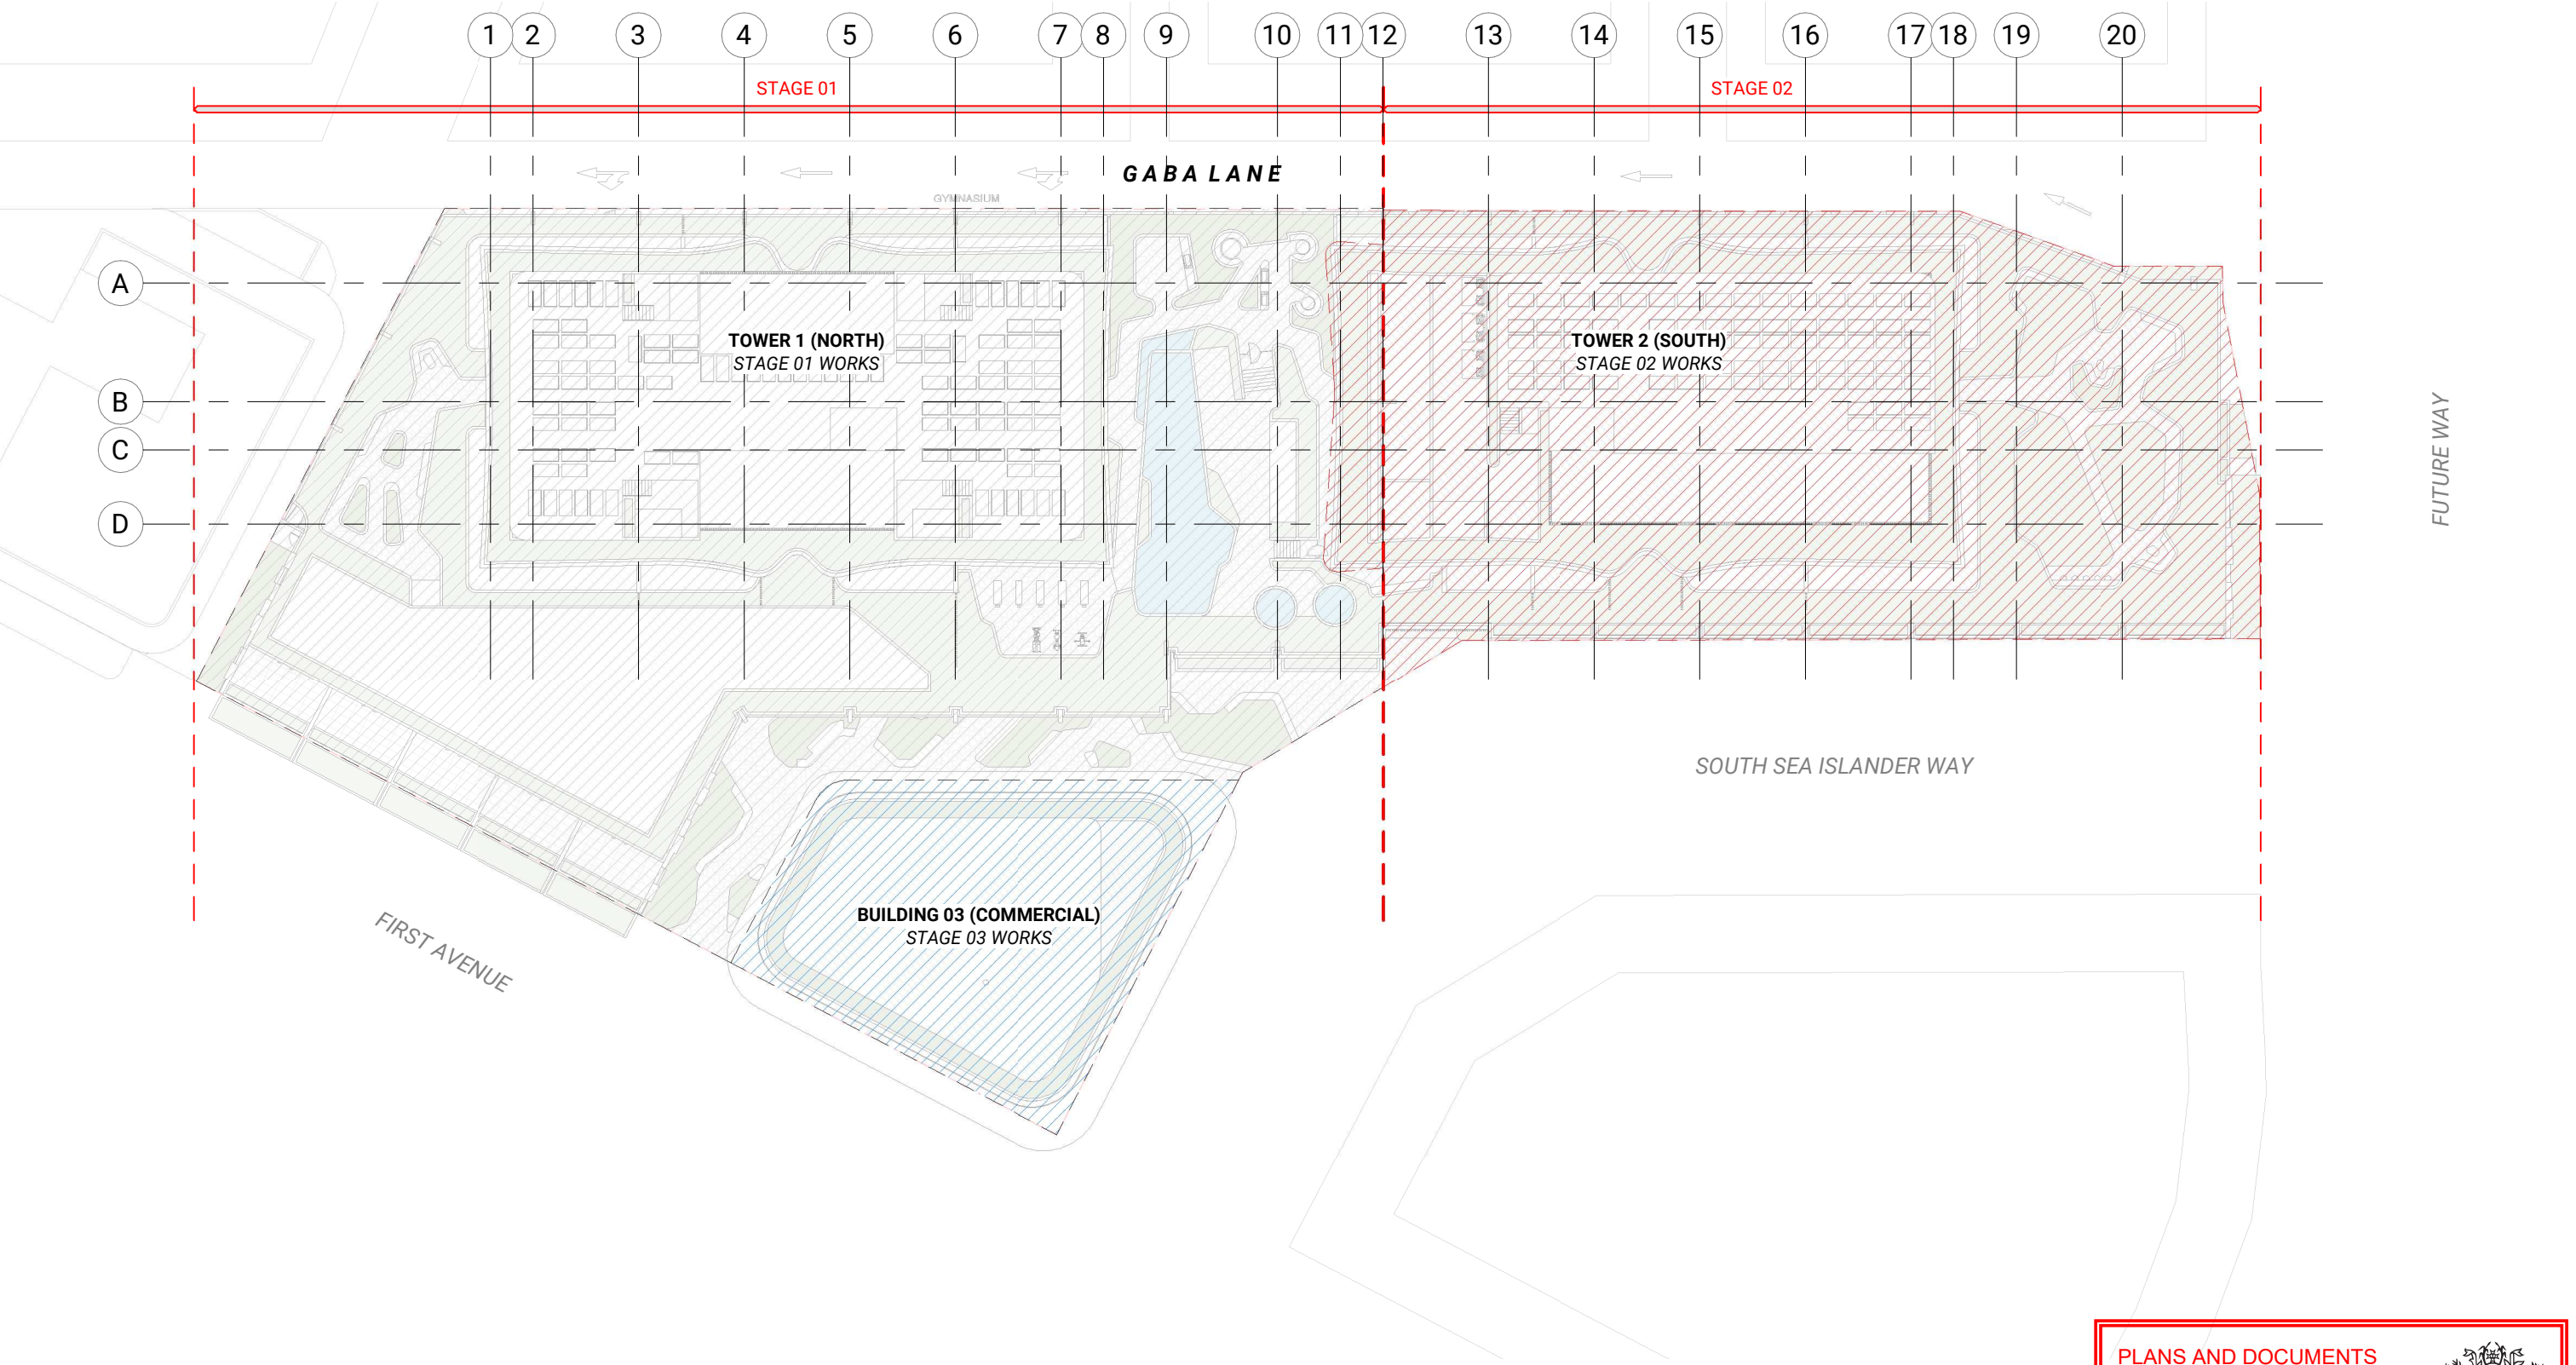 1 2 3 4 5 6 7 8 9 10 11 12 13 14 15 16 17 18 19 20
STAGE 01
STAGE 02
GABA LANE
GYMNASIUM
A
TOWER 1 (NORTH)
STAGE 01 WORKS
TOWER 2 (SOUTH)
STAGE 02 WORKS
B
C
D
FUTURE WAY
SOUTH SEA ISLANDER WAY
BUILDING 03 (COMMERCIAL)
STAGE 03 WORKS
FIRST AVENUE
PLANS AND DOCUMENTS